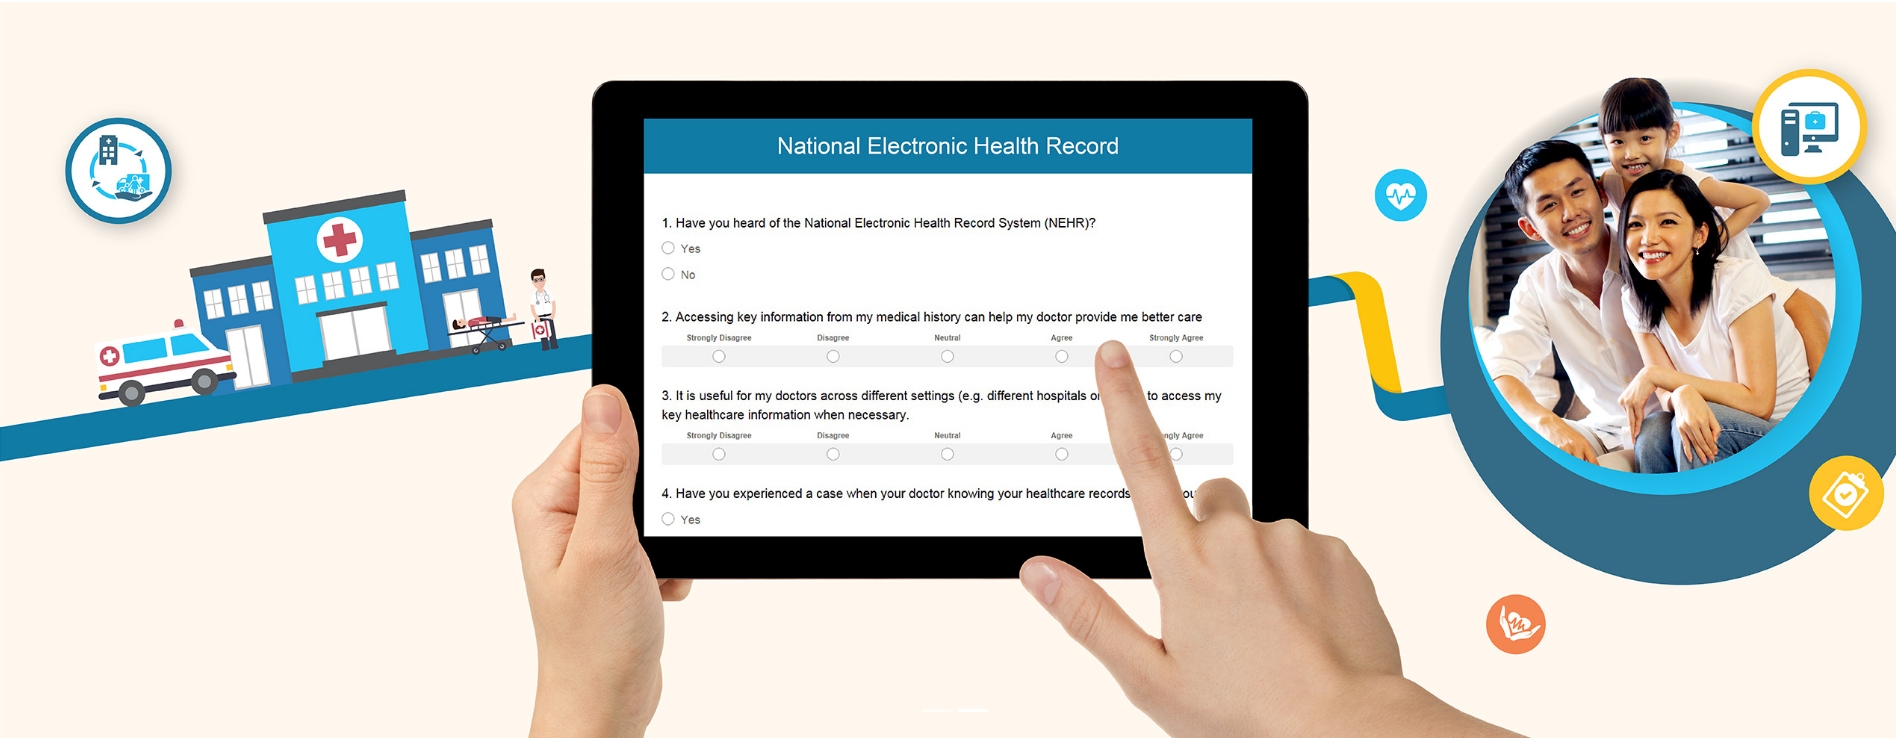 National Electronic Health Record
1. Have you heard of the National Electronic Health Record System (NEHR)?
Yes
No
2. Accessing key information from my medical history can help my doctor provide me better care
Strongly Disagree Disagree Neutral Agree Strongly Agree
3. It is useful for my doctors across different settings (e.g. different hospitals to access my
key healthcare information when necessary.
Strongly Disagree Disagree Neutral Agree Agree
4. Have you experienced a case when your doctor knowing your healthcare records
Yes